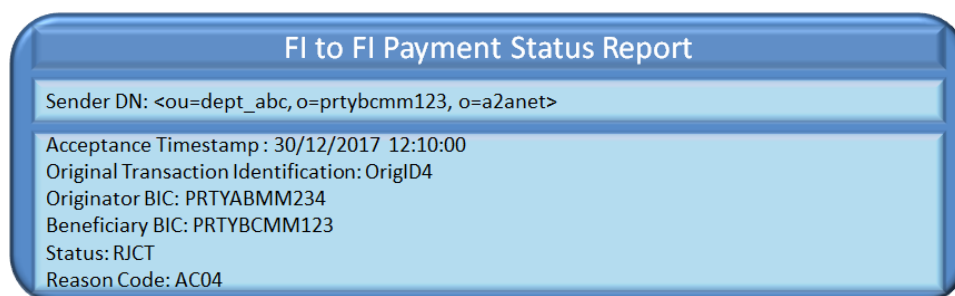 FI to FI Payment Status Report
Sender DN: <ou=dept_abc, o=prtybcmm123, o=a2anet>
Acceptance Timestamp : 30/12/2017 12:10:00
Original Transaction Identification: OrigID4
Originator BIC: PRTYABMM234
Beneficiary BIC: PRTYBCMM123
Status: RJCT
Reason Code: AC04